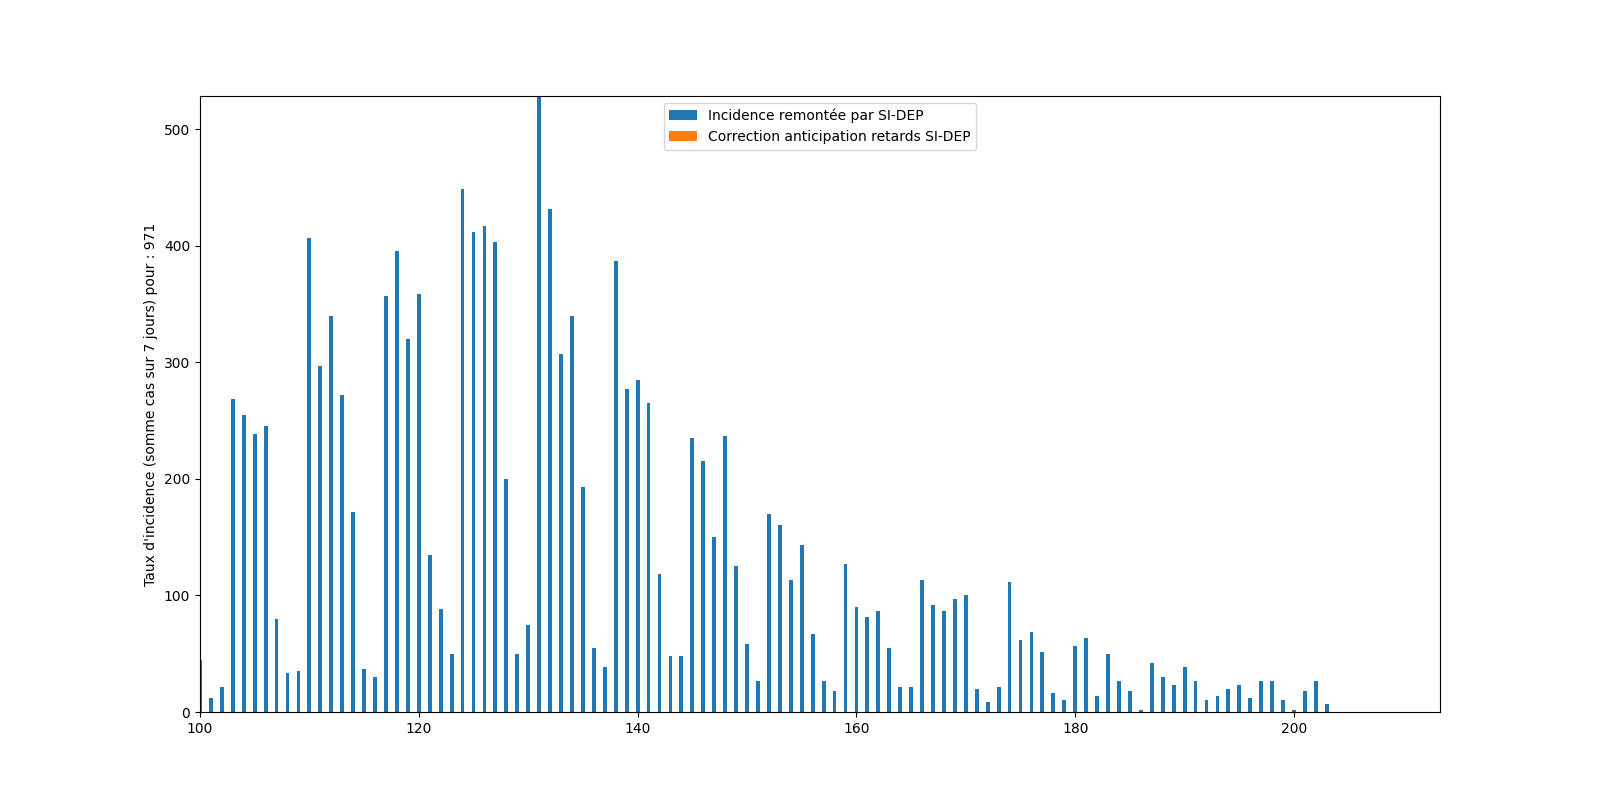 Incidence remontée par SI-DEP
Correction anticipation retards SI-DEP
Taux d'incidence (somme cas sur 7 jours) pour : 971
500
400
300
200
100
0
100 120 140 160 180 200